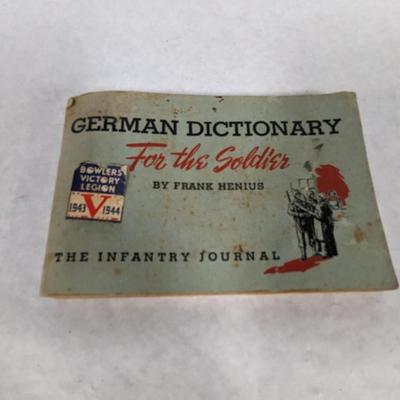 GERMAN DICTIONARY
For the Soldier
BY FRANK HENIUS
BOWLERS
VICTORY
LEGION
1943 V 1944
THE INFANTRY JOURNAL